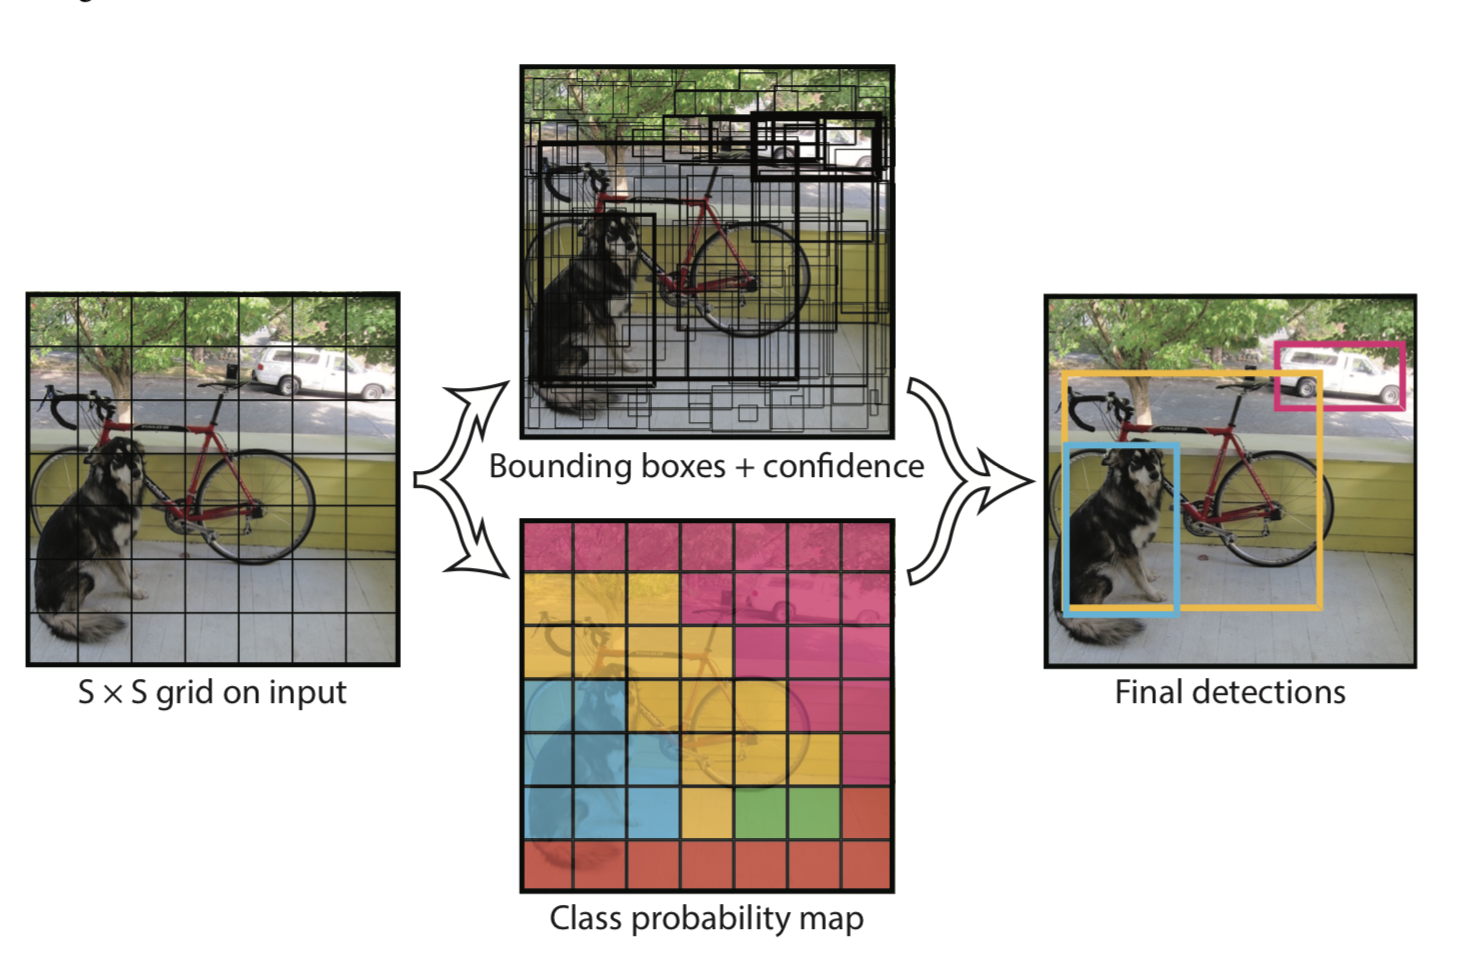 Bounding boxes + confidence
S × S grid on input
Final detections
Class probability map